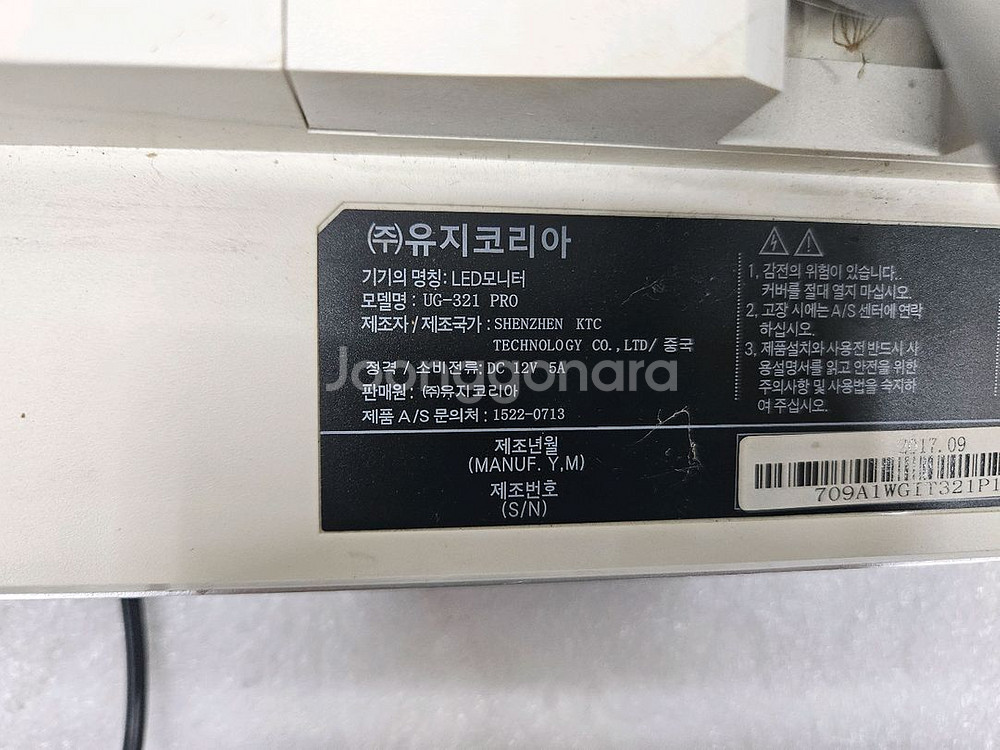 ㈜유지코리아
기기의 명칭: LED모니터
모델명 : UG-321 PRO
제조자 / 제조국가 : SHENZHEN KTC
TECHNOLOGY CO.,LTD/ 중국
정격 / 소비전류: DC 12V 5A
판매원 : ㈜유지코리아
제품 A/S 문의처 : 1522-0713
1. 감전의 위험이 있습니다..
커버를 절대 열지 마십시오.
2. 고장 시에는 A/S 센터에 연락
하십시오.
3. 제품설치와 사용전 반드시 사
용설명서를 읽고 안전을 위한
주의사항 및 사용법을 숙지하
여 주십시오.
Joonggonara
제조년월
(MANUF. Y,M)
제조번호
(S/N)
2017.09
709A1WGIT321P1